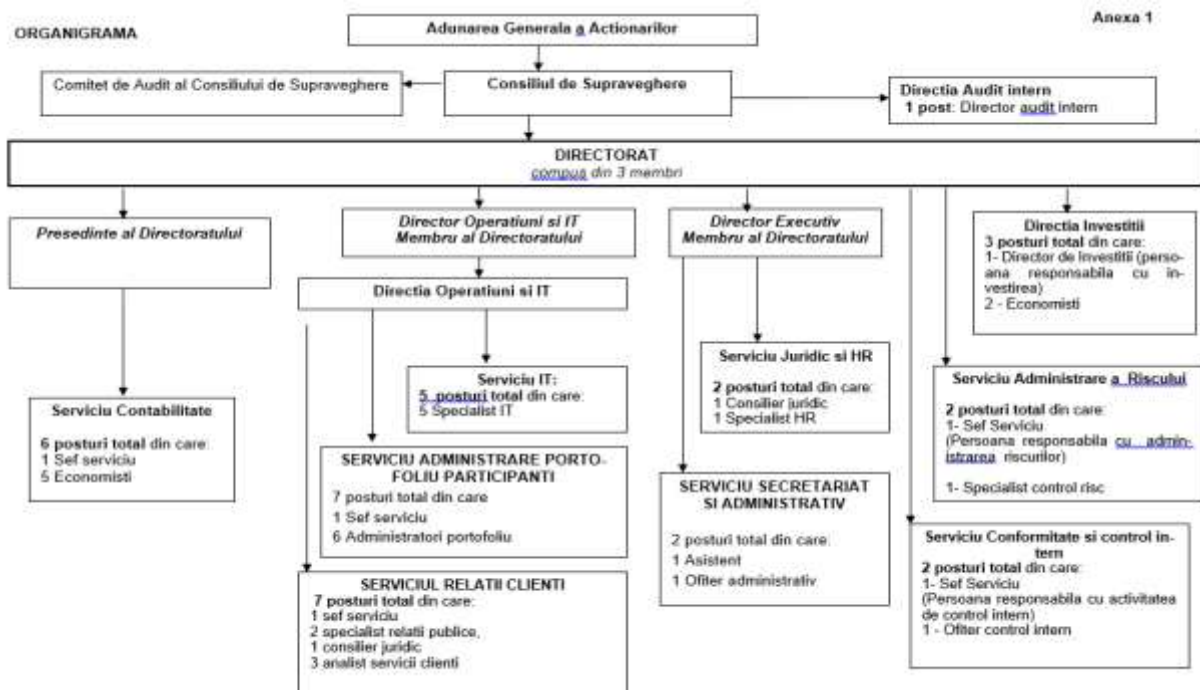 Anexa 1
ORGANIGRAMA
Adunarea Generala a Actionarilor
Comitet de Audit al Consiliului de Supraveghere
Consiliul de Supraveghere
Directia Audit intern
1 post: Director audit intern
DIRECTORAT
compus din 3 membri
Presedinte al Directoratului
Director Operatiuni si IT
Membru al Directoratului
Director Executiv
Membru al Directoratului
Directia Investitii
3 posturi total din care:
1- Director de Investitii (perso-
ana responsabila cu in-
vestirea)
2 - Economisti
Directia Operatiuni si IT
Serviciu Contabilitate
6 posturi total din care:
1 Sef serviciu
5 Economisti
Serviciu IT:
5 posturi total din care:
5 Specialist IT
Serviciu Juridic si HR
2 posturi total din care:
1 Consilier juridic
1 Specialist HR
Serviciu Administrare a Riscului
2 posturi total din care:
1- Sef Serviciu
(Persoana responsabila cu admin-
istrarea riscurilor)
1- Specialist control risc
SERVICIU ADMINISTRARE PORTO-
FOLIU PARTICIPANTI
7 posturi total din care
1 Sef serviciu
6 Administratori portofoliu
SERVICIU SECRETARIAT
SI ADMINISTRATIV
2 posturi total din care:
1 Asistent
1 Ofiter administrativ
Serviciu Conformitate si control in-
tern
2 posturi total din care:
1- Sef Serviciu
(Persoana responsabila cu activitatea
de control intern)
1 - Ofiter control intern
SERVICIUL RELATII CLIENTI
7 posturi total din care:
1 sef serviciu
2 specialist relatii publice,
1 consilier juridic
3 analist servicii clienti